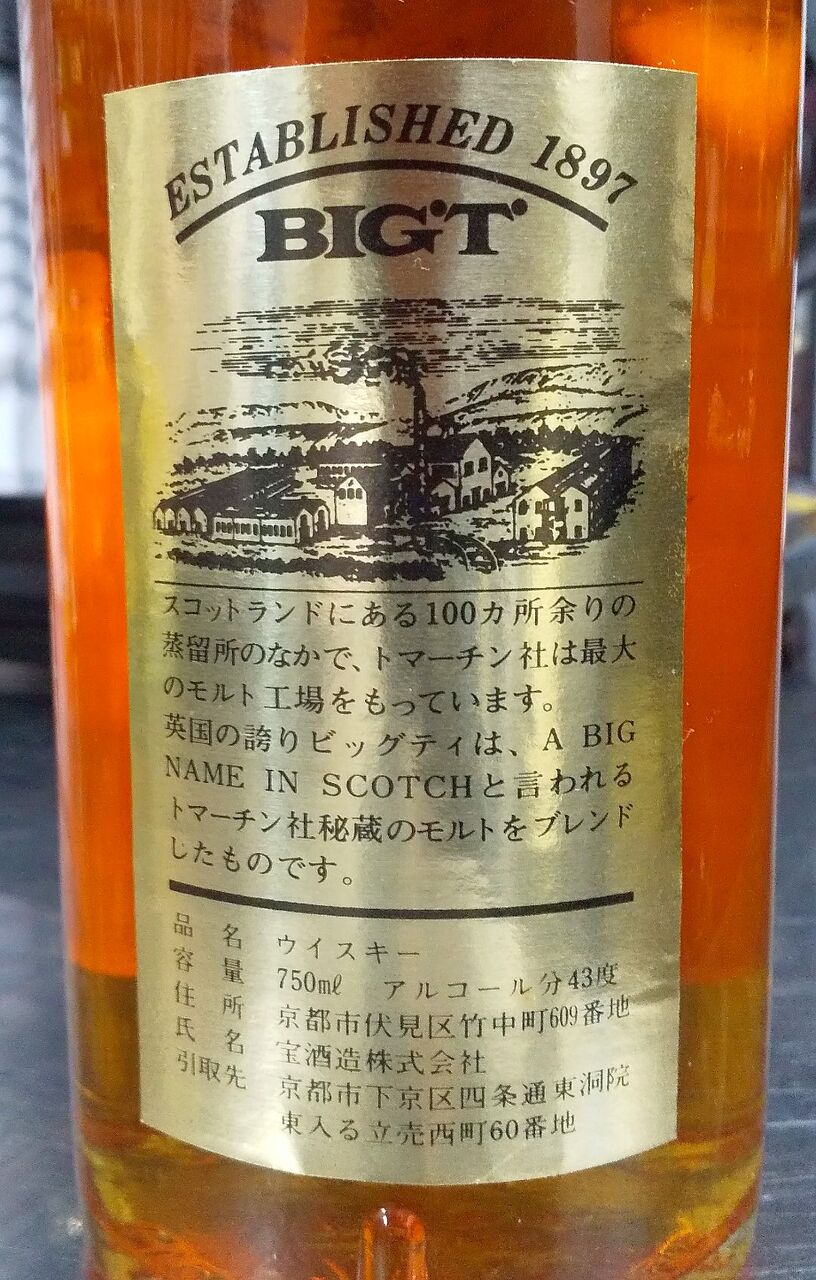 ESTABLISHED 1897
BIG"T"
スコットランドにある100カ所余りの
蒸留所のなかで、トマーチン社は最大
のモルト工場をもっています。
英国の誇りビッグティは、A BIG
NAME IN SCOTCHと言われる
トマーチン社秘蔵のモルトをブレンド
したものです。
品名 ウイスキー
容量 750ml アルコール分43度
住所 京都市伏見区竹中町609番地
氏名 宝酒造株式会社
引取先 京都市下京区四条通東洞院
東入る立売西町60番地